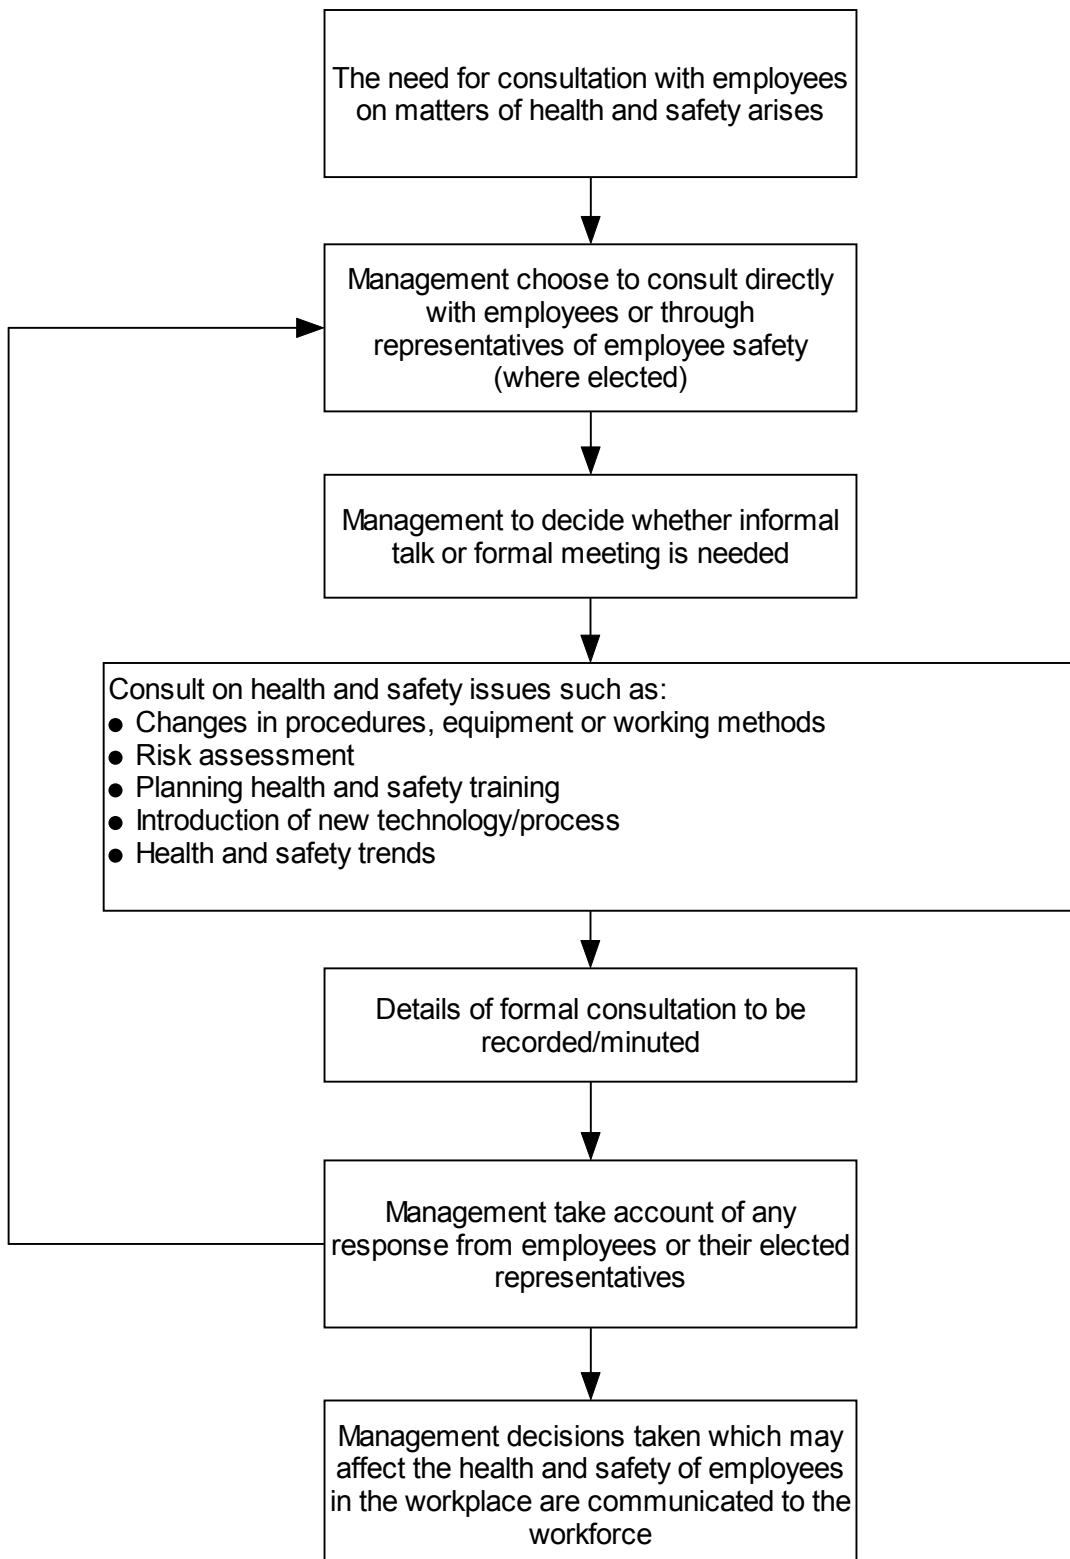 The need for consultation with employees
on matters of health and safety arises
Management choose to consult directly
with employees or through
representatives of employee safety
(where elected)
Management to decide whether informal
talk or formal meeting is needed
Consult on health and safety issues such as:
● Changes in procedures, equipment or working methods
● Risk assessment
● Planning health and safety training
● Introduction of new technology/process
● Health and safety trends
Details of formal consultation to be
recorded/minuted
Management take account of any
response from employees or their elected
representatives
Management decisions taken which may
affect the health and safety of employees
in the workplace are communicated to the
workforce